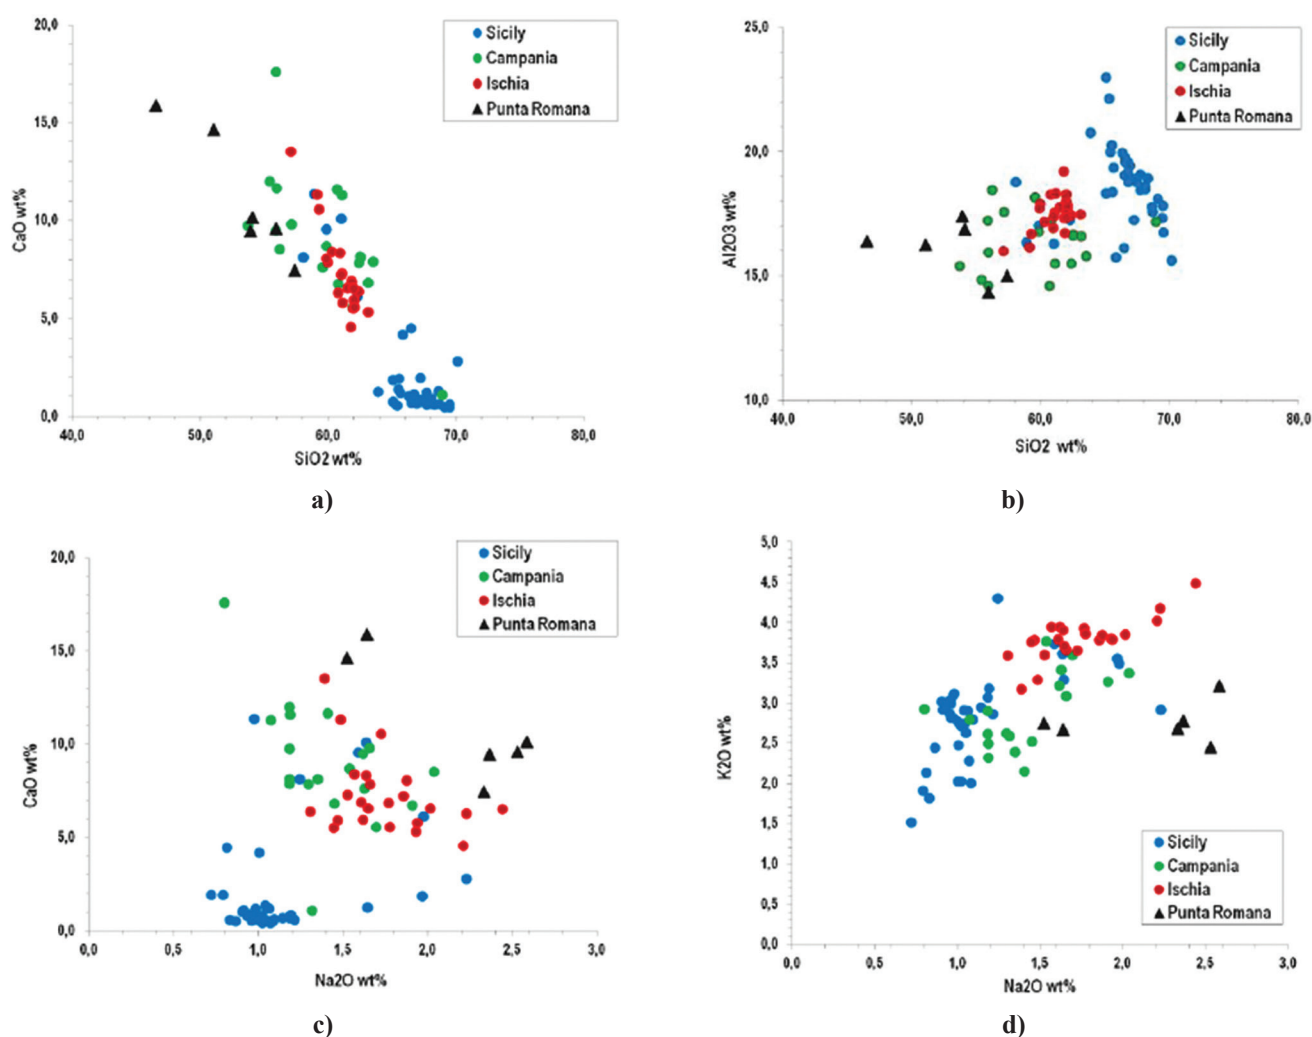 20,0
15,0
10,0
5,0
0,0
CaO wt%
40,0 50,0 60,0 70,0 80,0
SiO2 wt%
Sicily
Campania
Ischia
Punta Romana
a)
25,0
20,0
15,0
10,0
Al2O3 wt%
40,0 50,0 60,0 70,0 80,0
SiO2 wt%
Sicily
Campania
Ischia
Punta Romana
b)
20,0
15,0
10,0
5,0
0,0
CaO wt%
0,0 0,5 1,0 1,5 2,0 2,5 3,0
Na2O wt%
Sicily
Campania
Ischia
Punta Romana
c)
5,0
4,5
4,0
3,5
3,0
2,5
2,0
1,5
1,0
0,5
0,0
K2O wt%
0,0 0,5 1,0 1,5 2,0 2,5 3,0
Na2O wt%
Sicily
Campania
Ischia
Punta Romana
d)